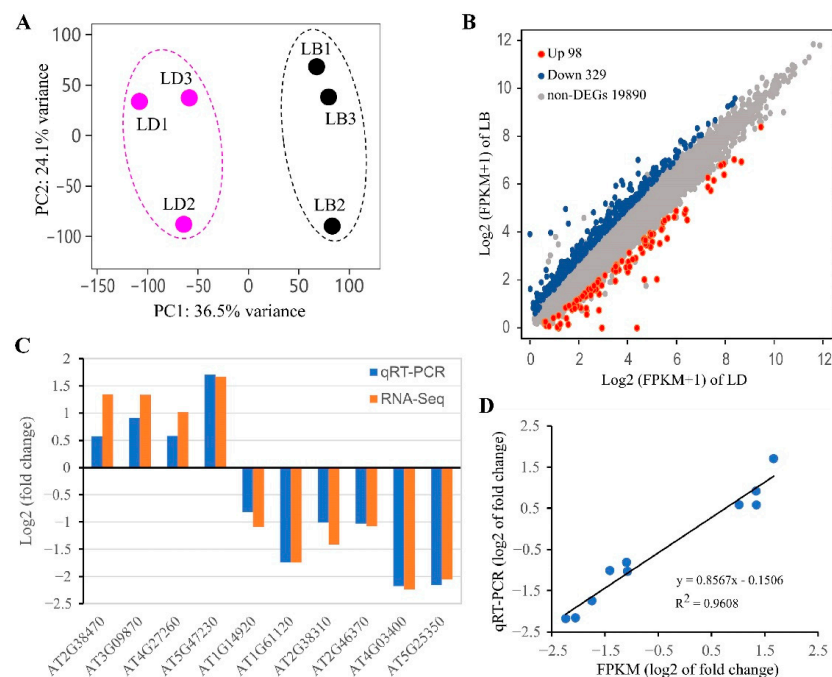 A
100
50
0
−50
−100
PC2: 24.1% variance
LD3
LD1
LD2
LB1
LB3
LB2
−150
−100
−50
0
50
100
PC1: 36.5% variance
B
12
10
8
6
4
2
0
Log2 (FPKM+1) of LB
Up 98
Down 329
non-DEGs 19890
0
2
4
6
8
10
12
Log2 (FPKM+1) of LD
C
2
1.5
1
0.5
0
−0.5
−1
−1.5
−2
−2.5
Log2 (fold change)
qRT-PCR
RNA-Seq
AT2G38470
AT3G09870
AT4G27260
AT5G47230
AT1G14920
AT1G61120
AT2G38310
AT2G46370
AT4G03400
AT5G25350
D
2.5
1.5
0.5
−0.5
−1.5
−2.5
qRT-PCR (log2 of fold change)
y = 0.8567x - 0.1506
R² = 0.9608
−2.5
−1.5
−0.5
0.5
1.5
2.5
FPKM (log2 of fold change)